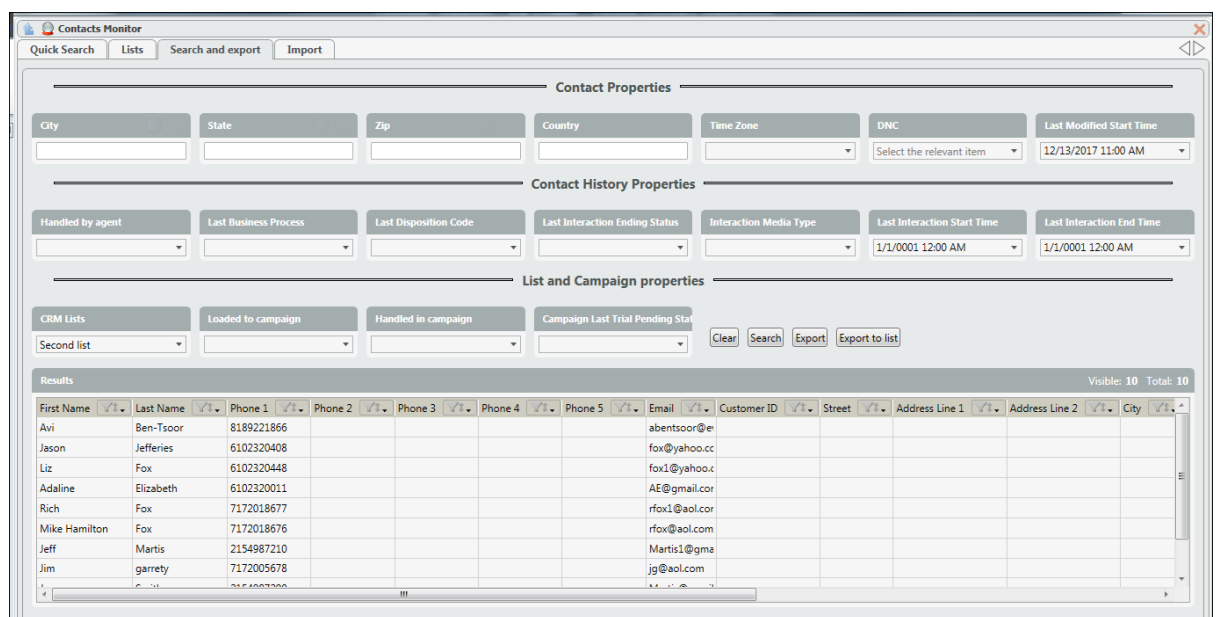 Contacts Monitor
Quick Search Lists Search and export Import
Contact Properties
City State Zip Country Time Zone DNC Last Modified Start Time
Select the relevant item 12/13/2017 11:00 AM
Contact History Properties
Handled by agent Last Business Process Last Disposition Code Last Interaction Ending Status Interaction Media Type Last Interaction Start Time Last Interaction End Time
1/1/0001 12:00 AM 1/1/0001 12:00 AM
List and Campaign properties
CRM Lists Loaded to campaign Handled in campaign Campaign Last Trial Pending Stat
Second list Clear Search Export Export to list
Results Visible: 10 Total: 10
First Name Last Name Phone 1 Phone 2 Phone 3 Phone 4 Phone 5 Email Customer ID Street Address Line 1 Address Line 2 City
Avi Ben-Tsoor 8189221866 abentsoor@e
Jason Jefferies 6102320408 fox@yahoo.cc
Liz Fox 6102320448 fox1@yahoo.c
Adaline Elizabeth 6102320011 AE@gmail.cor
Rich Fox 7172018677 rfox1@aol.cor
Mike Hamilton Fox 7172018676 rfox@aol.com
Jeff Martis 2154987210 Martis1@gma
Jim garrety 7172005678 jg@aol.com